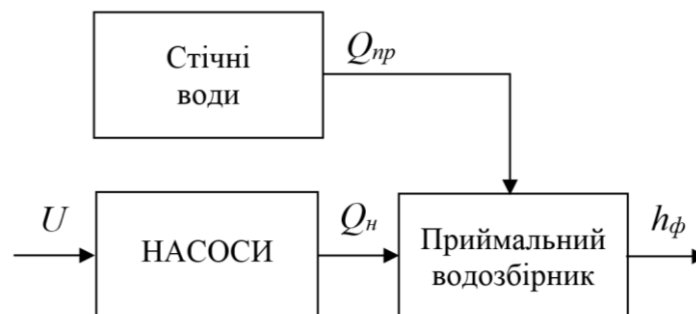 Стічні
води
Qпр
U
НАСОСИ
Qн
Приймальний
водозбірник
hф